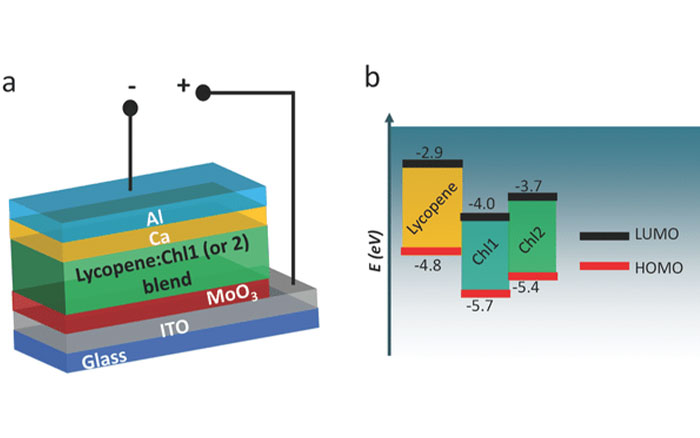 a
- +
Al
Ca
Lycopene:Chl1 (or 2)
blend
MoO₃
ITO
Glass
b
E (eV)
-2.9
Lycopene
-4.8
-4.0
Chl1
-5.7
-3.7
Chl2
-5.4
LUMO
HOMO